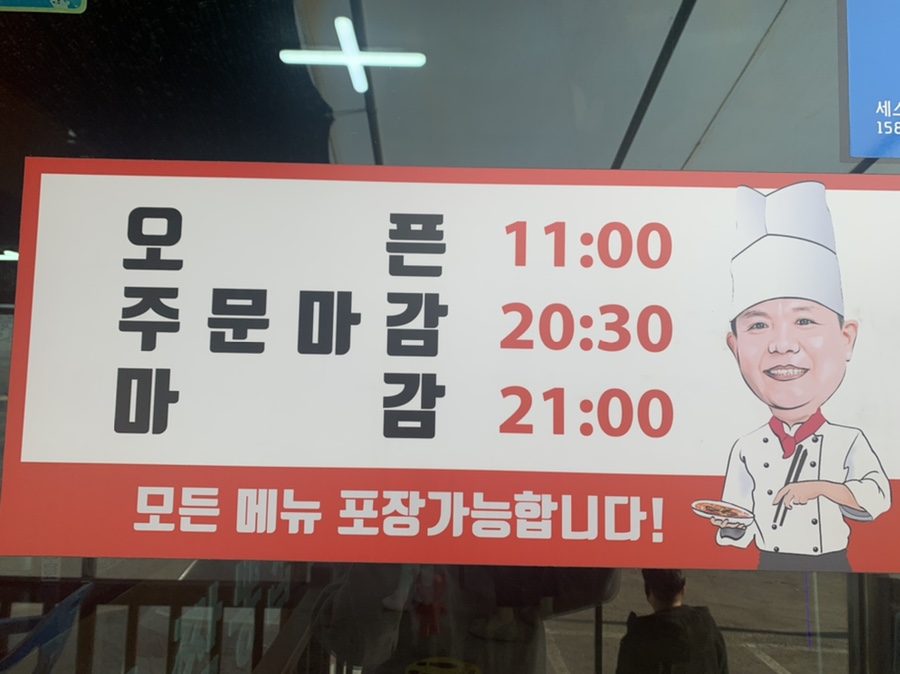 오픈 11:00
주문마감 20:30
마감 21:00
모든 메뉴 포장가능합니다!